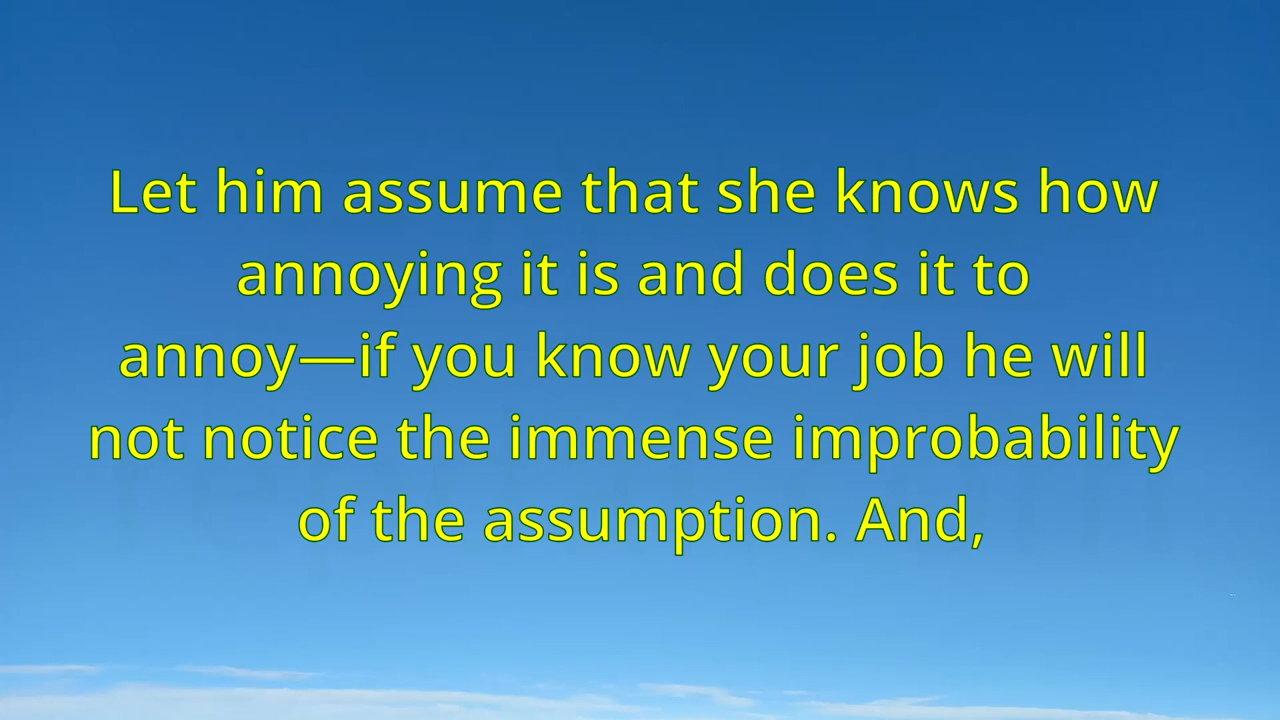 Let him assume that she knows how
annoying it is and does it to
annoy—if you know your job he will
not notice the immense improbability
of the assumption. And,